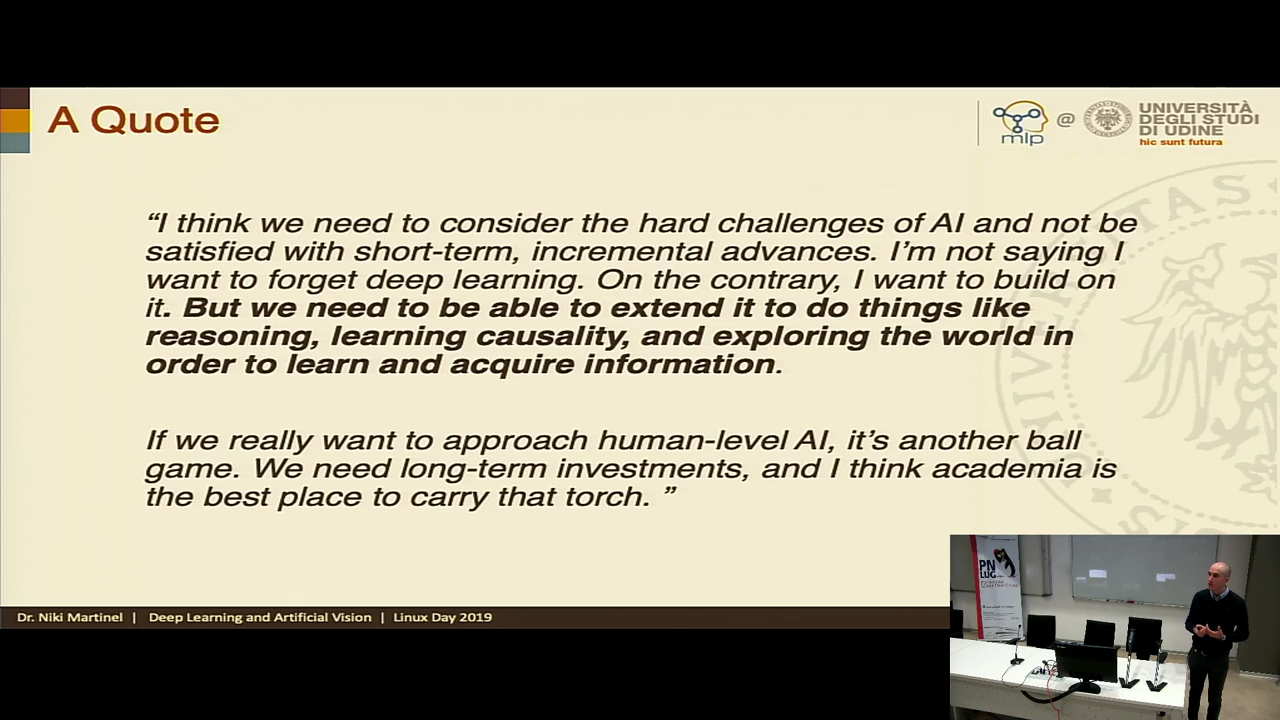 A Quote
mlp
@
UNIVERSITÀ
DEGLI STUDI
DI UDINE
hic sunt futura
“I think we need to consider the hard challenges of AI and not be
satisfied with short-term, incremental advances. I’m not saying I
want to forget deep learning. On the contrary, I want to build on
it. But we need to be able to extend it to do things like
reasoning, learning causality, and exploring the world in
order to learn and acquire information.
If we really want to approach human-level AI, it’s another ball
game. We need long-term investments, and I think academia is
the best place to carry that torch. ”
Dr. Niki Martinel | Deep Learning and Artificial Vision | Linux Day 2019
PN
LUG